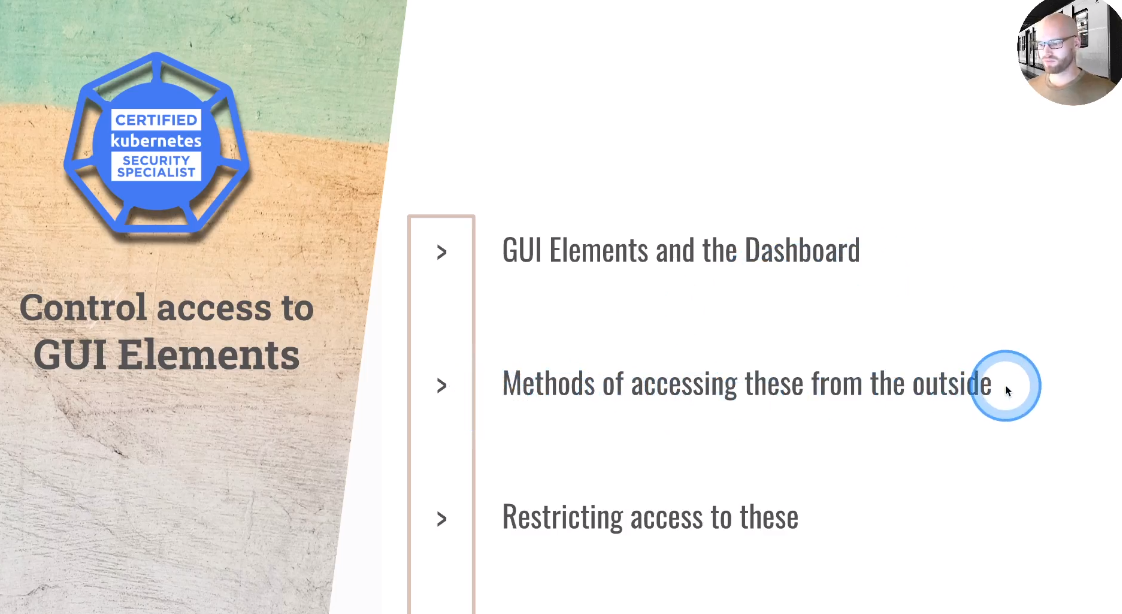 CERTIFIED
kubernetes
SECURITY
SPECIALIST
Control access to
GUI Elements
> GUI Elements and the Dashboard
> Methods of accessing these from the outside
> Restricting access to these